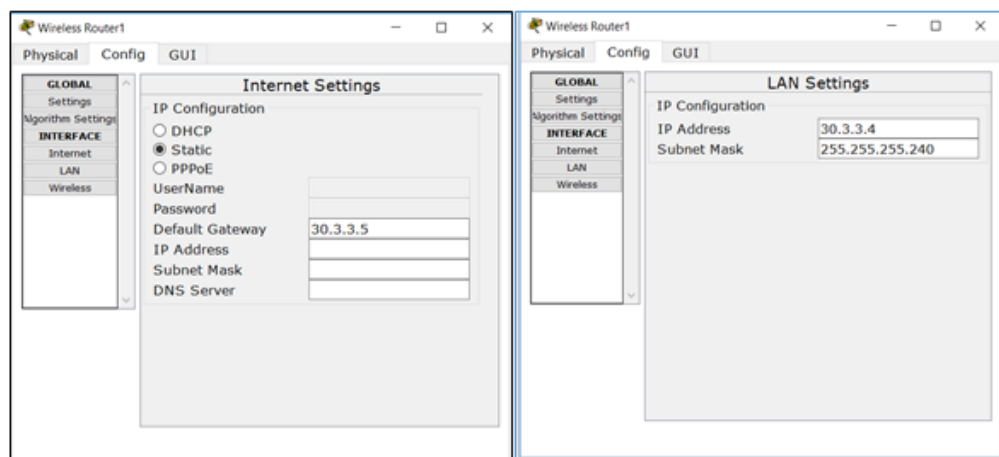 Wireless Router1
Physical Config GUI
GLOBAL
Settings
Algorithm Settings
INTERFACE
Internet
LAN
Wireless
Internet Settings
IP Configuration
DHCP
Static
PPPoE
UserName
Password
Default Gateway 30.3.3.5
IP Address
Subnet Mask
DNS Server
Wireless Router1
Physical Config GUI
GLOBAL
Settings
Algorithm Settings
INTERFACE
Internet
LAN
Wireless
LAN Settings
IP Configuration
IP Address 30.3.3.4
Subnet Mask 255.255.255.240